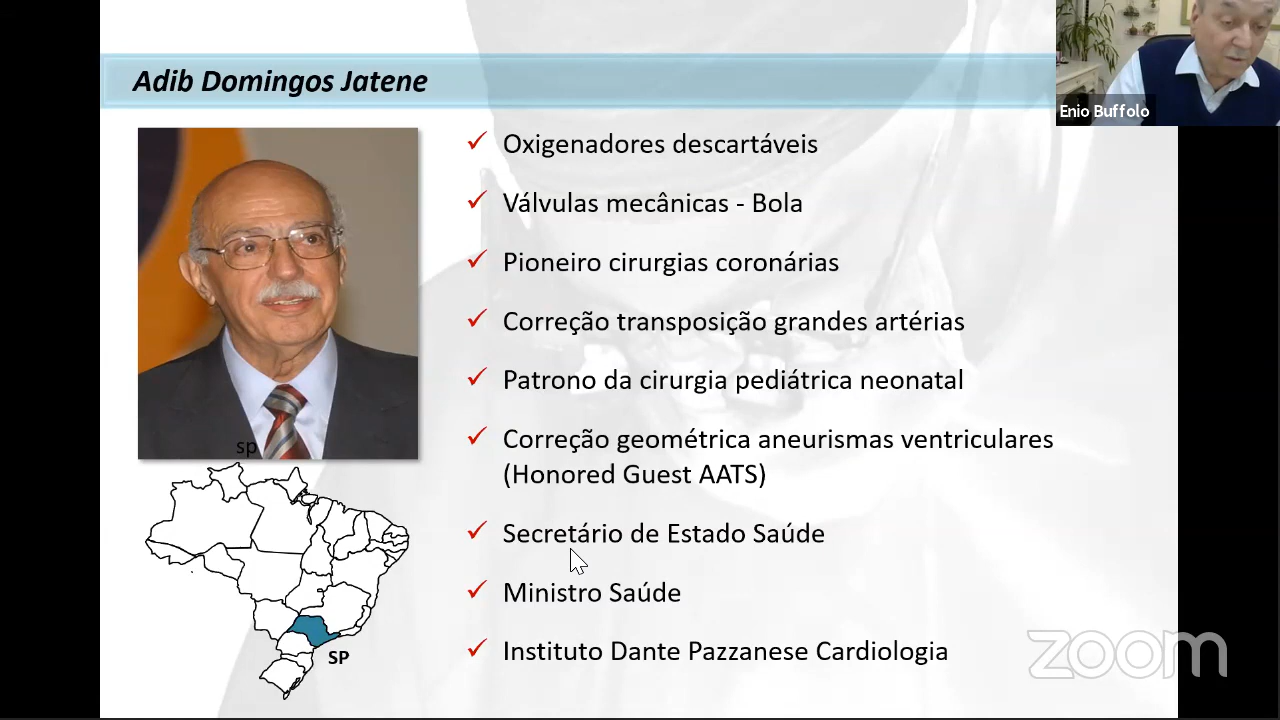 Adib Domingos Jatene
Enio Buffolo
✓ Oxigenadores descartáveis
✓ Válvulas mecânicas - Bola
✓ Pioneiro cirurgias coronárias
✓ Correção transposição grandes artérias
✓ Patrono da cirurgia pediátrica neonatal
✓ Correção geométrica aneurismas ventriculares
(Honored Guest AATS)
✓ Secretário de Estado Saúde
✓ Ministro Saúde
✓ Instituto Dante Pazzanese Cardiologia
sp
SP
zoom